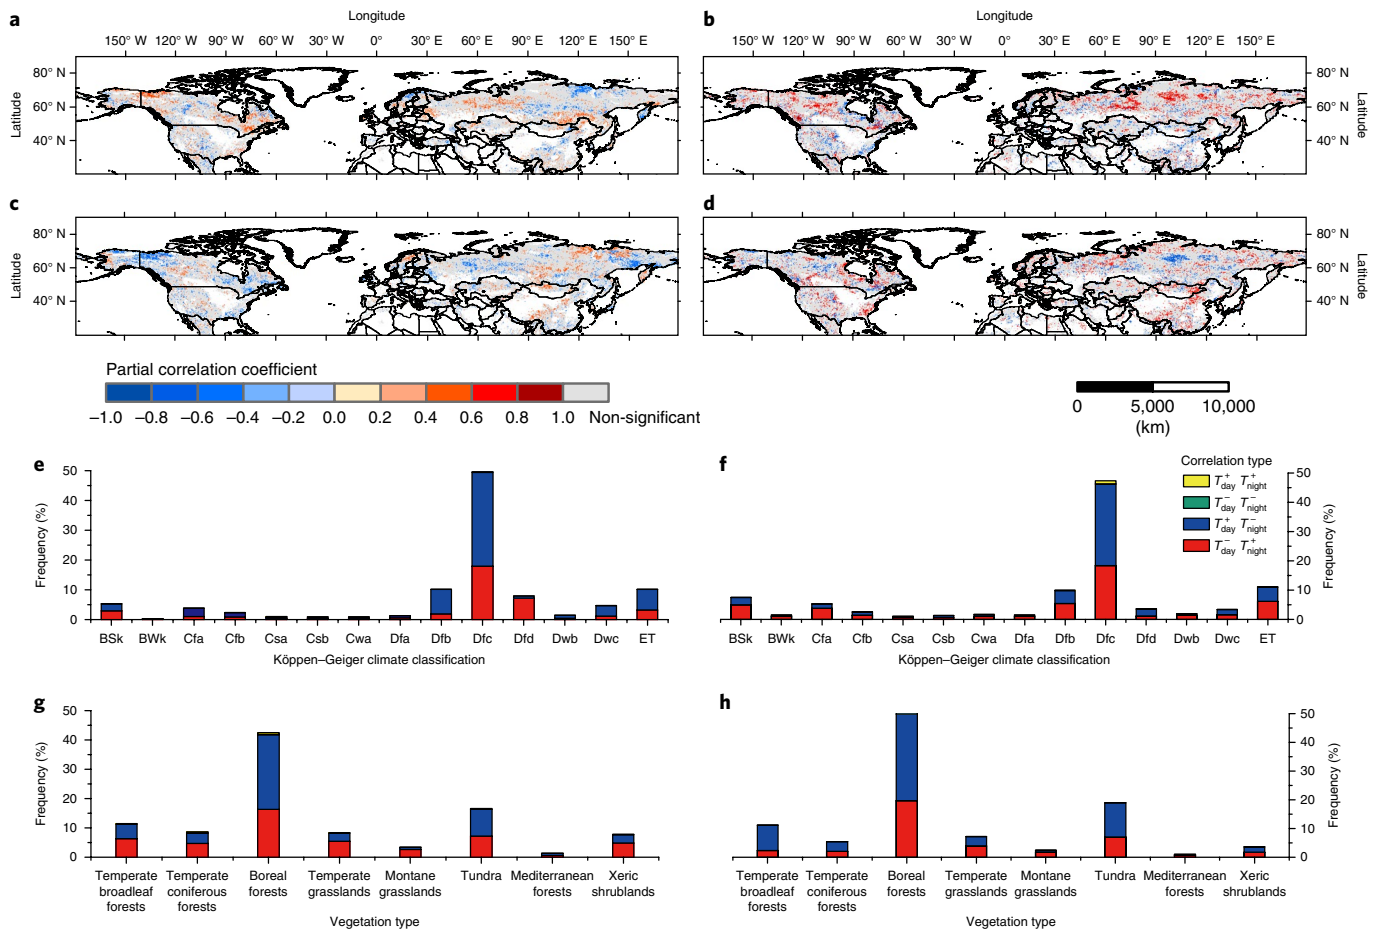 a
Longitude
150° W 120° W 90° W 60° W 30° W 0° 30° E 60° E 90° E 120° E 150° E
80° N
60° N
40° N
Latitude
b
Longitude
150° W 120° W 90° W 60° W 30° W 0° 30° E 60° E 90° E 120° E 150° E
80° N
60° N
40° N
Latitude
c
80° N
60° N
40° N
Latitude
d
80° N
60° N
40° N
Latitude
Partial correlation coefficient
–1.0 –0.8 –0.6 –0.4 –0.2 0.0 0.2 0.4 0.6 0.8 1.0 Non-significant
0 5,000 10,000
(km)
e
50
40
30
20
10
0
Frequency (%)
BSk BWk Cfa Cfb Csa Csb Cwa Dfa Dfb Dfc Dfd Dwb Dwc ET
Köppen–Geiger climate classification
f
Correlation type
T+day T+night
T–day T–night
T+day T–night
T–day T+night
50
40
30
20
10
0
Frequency (%)
BSk BWk Cfa Cfb Csa Csb Cwa Dfa Dfb Dfc Dfd Dwb Dwc ET
Köppen–Geiger climate classification
g
50
40
30
20
10
0
Frequency (%)
Temperate Temperate Boreal Temperate Montane Tundra Mediterranean Xeric
broadleaf coniferous forests grasslands grasslands forests shrublands
forests forests
Vegetation type
h
50
40
30
20
10
0
Frequency (%)
Temperate Temperate Boreal Temperate Montane Tundra Mediterranean Xeric
broadleaf coniferous forests grasslands grasslands forests shrublands
forests forests
Vegetation type